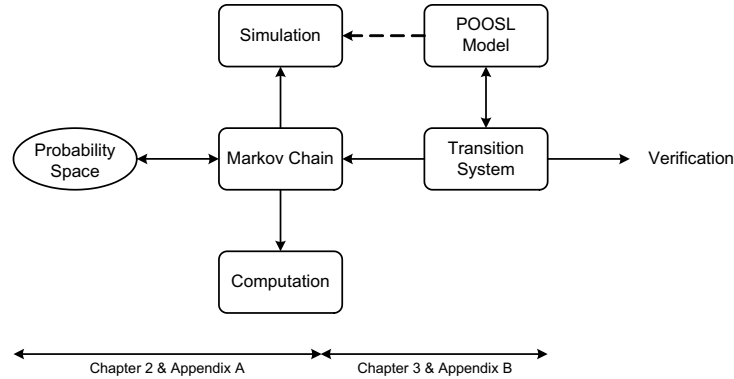 Simulation
POOSL
Model
Probability
Space
Markov Chain
Transition
System
Verification
Computation
Chapter 2 & Appendix A
Chapter 3 & Appendix B